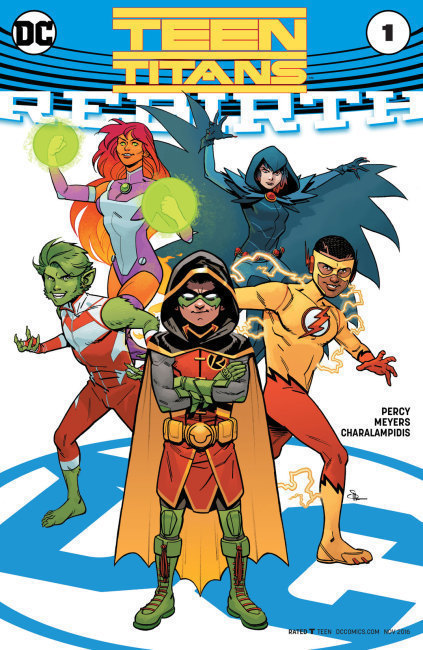 DC
TEEN
TITANS
1
REBIRTH
PERCY
MEYERS
CHARALAMPIDIS
RATED T TEEN DCCOMICS.COM NOV 2016